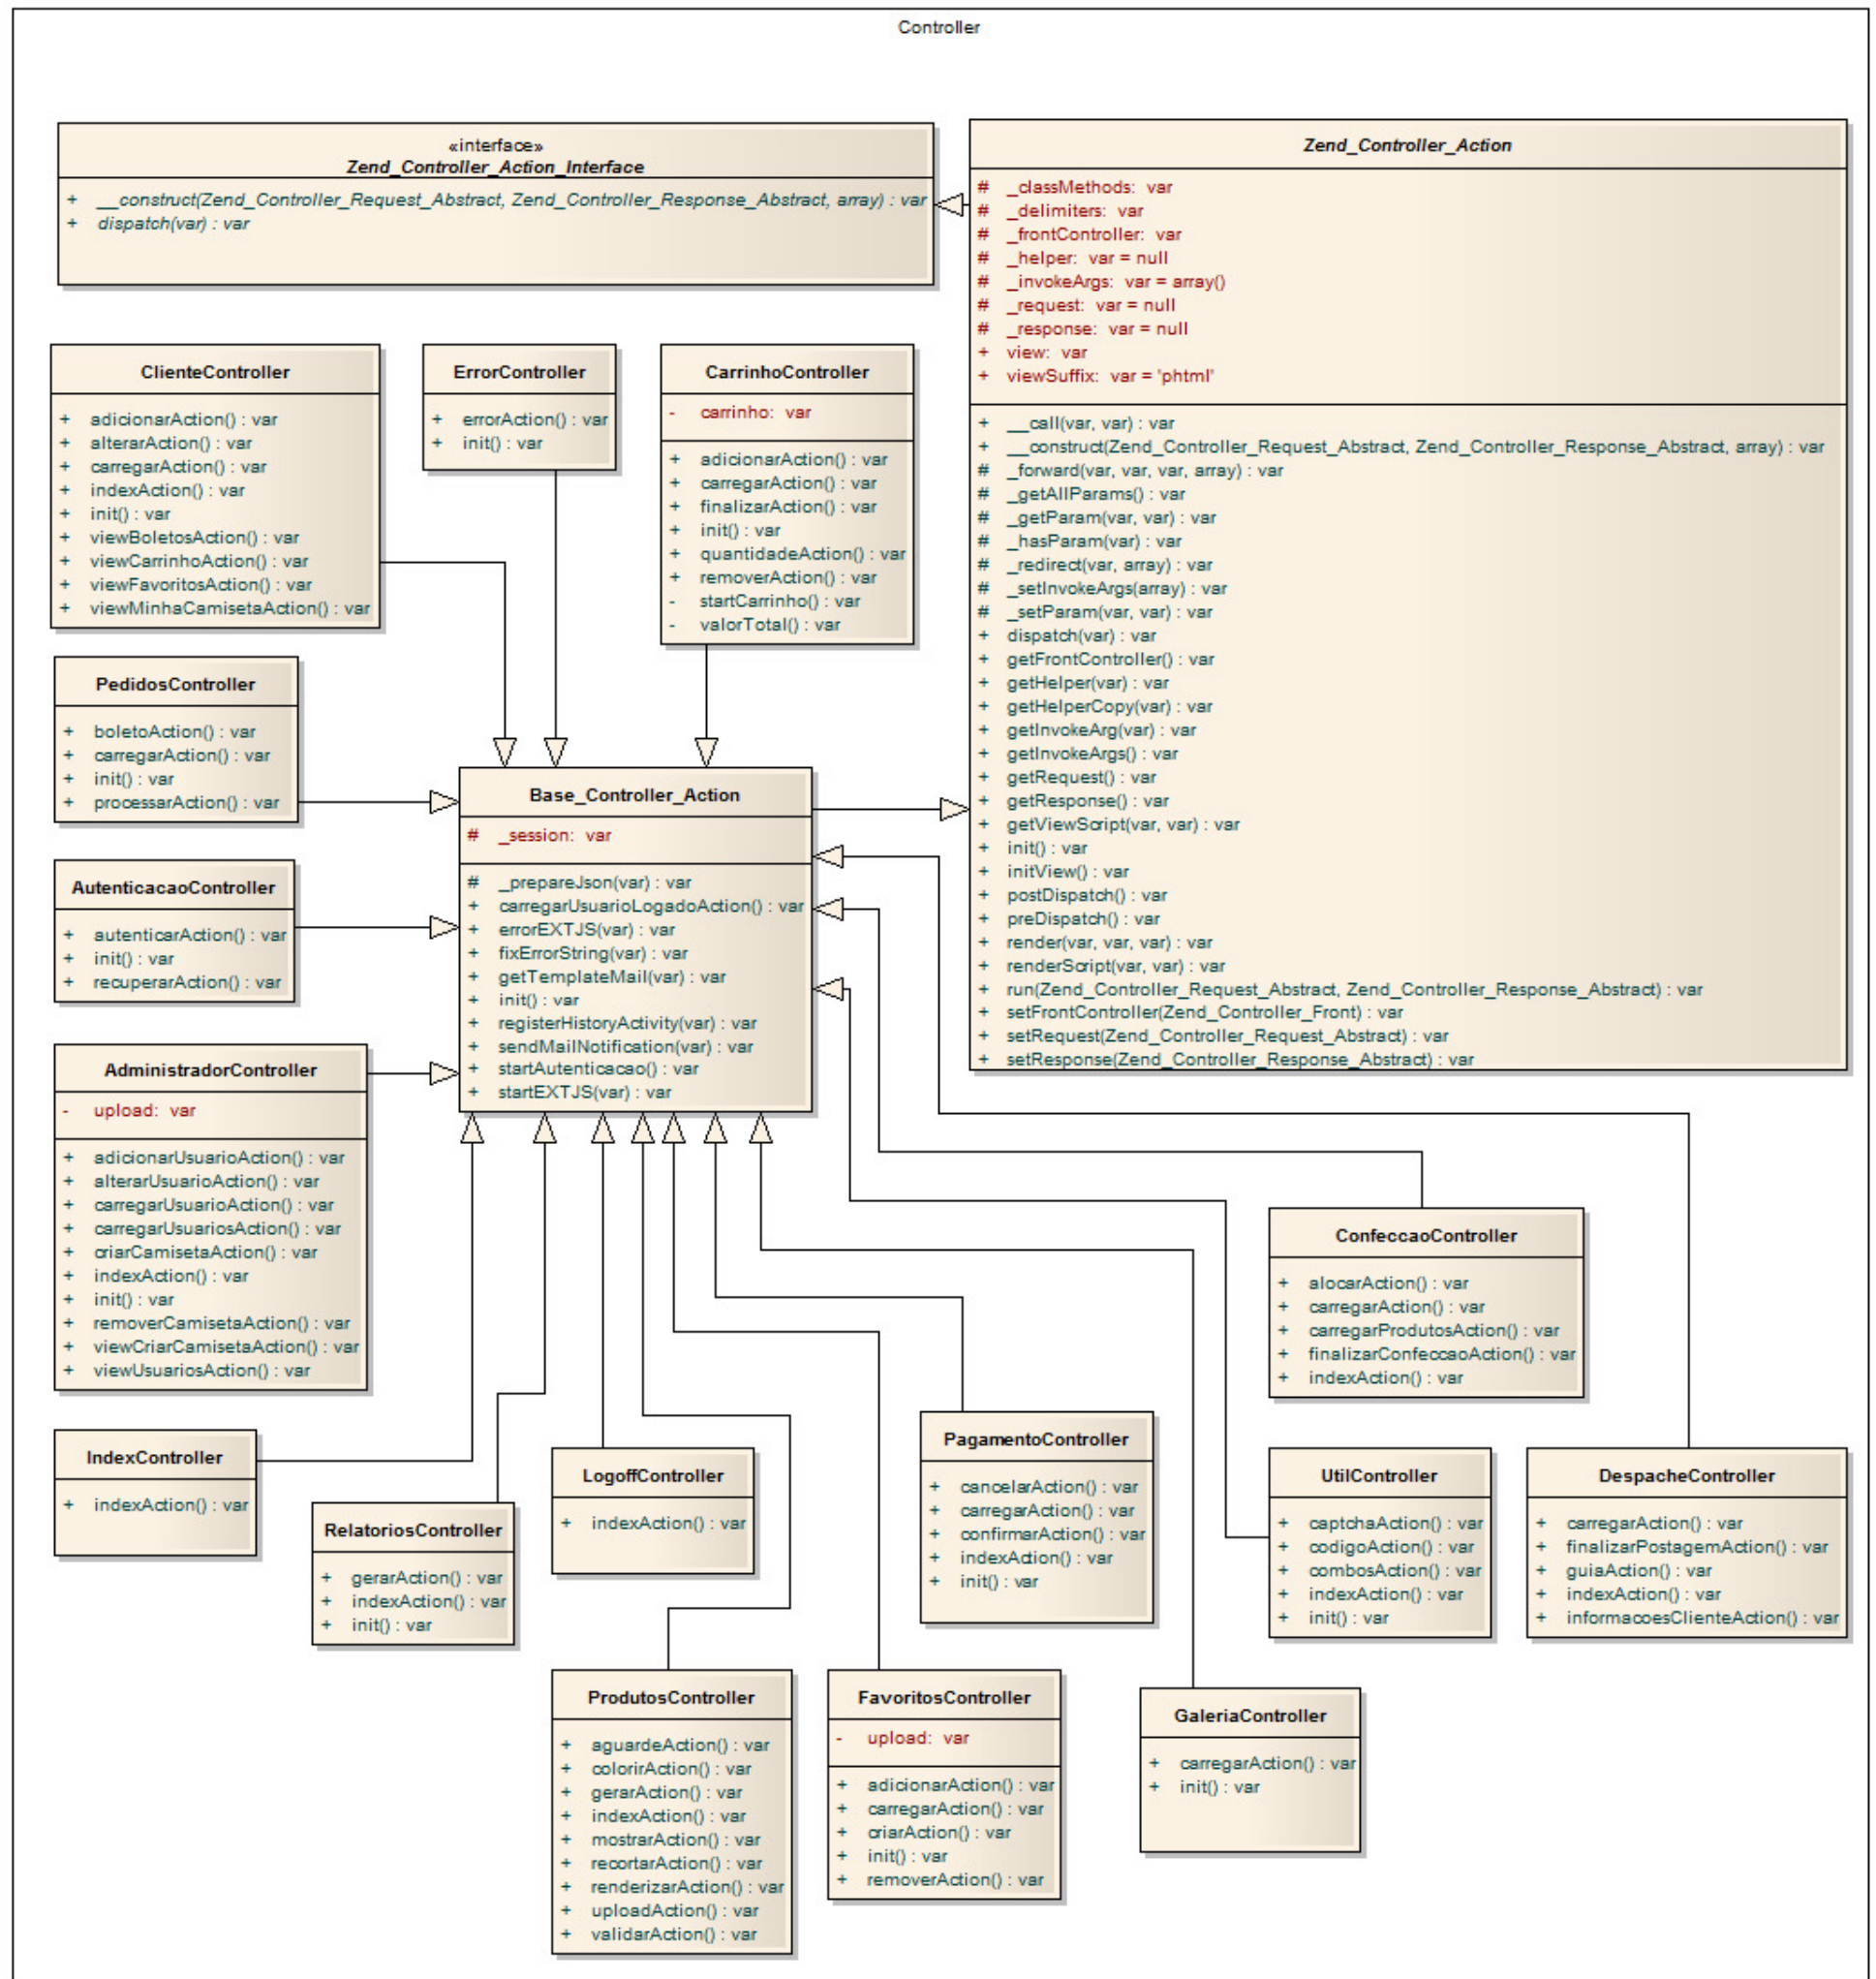 Controller
«interface»
Zend_Controller_Action_Interface
+ __construct(Zend_Controller_Request_Abstract, Zend_Controller_Response_Abstract, array) : var
+ dispatch(var) : var
Zend_Controller_Action
# _classMethods: var
# _delimiters: var
# _frontController: var
# _helper: var = null
# _invokeArgs: var = array()
# _request: var = null
# _response: var = null
+ view: var
+ viewSuffix: var = 'phtml'
+ __call(var, var) : var
+ __construct(Zend_Controller_Request_Abstract, Zend_Controller_Response_Abstract, array) : var
# _forward(var, var, var, array) : var
# _getAllParams() : var
# _getParam(var, var) : var
# _hasParam(var) : var
# _redirect(var, array) : var
# _setInvokeArgs(array) : var
# _setParam(var, var) : var
+ dispatch(var) : var
+ getFrontController() : var
+ getHelper(var) : var
+ getHelperCopy(var) : var
+ getInvokeArg(var) : var
+ getInvokeArgs() : var
+ getRequest() : var
+ getResponse() : var
+ getViewScript(var, var) : var
+ init() : var
+ initView() : var
+ postDispatch() : var
+ preDispatch() : var
+ render(var, var, var) : var
+ renderScript(var, var) : var
+ run(Zend_Controller_Request_Abstract, Zend_Controller_Response_Abstract) : var
+ setFrontController(Zend_Controller_Front) : var
+ setRequest(Zend_Controller_Request_Abstract) : var
+ setResponse(Zend_Controller_Response_Abstract) : var
ClienteController
+ adicionarAction() : var
+ alterarAction() : var
+ carregarAction() : var
+ indexAction() : var
+ init() : var
+ viewBoletosAction() : var
+ viewCarrinhoAction() : var
+ viewFavoritosAction() : var
+ viewMinhaCamisetaAction() : var
ErrorController
+ errorAction() : var
+ init() : var
CarrinhoController
- carrinho: var
+ adicionarAction() : var
+ carregarAction() : var
+ finalizarAction() : var
+ init() : var
+ quantidadeAction() : var
+ removerAction() : var
- startCarrinho() : var
- valorTotal() : var
PedidosController
+ boletoAction() : var
+ carregarAction() : var
+ init() : var
+ processarAction() : var
Base_Controller_Action
# _session: var
# _prepareJson(var) : var
+ carregarUsuarioLogadoAction() : var
+ errorEXTJS(var) : var
+ fixErrorString(var) : var
+ getTemplateMail(var) : var
+ init() : var
+ registerHistoryActivity(var) : var
+ sendMailNotification(var) : var
+ startAutenticacao() : var
+ startEXTJS(var) : var
AutenticacaoController
+ autenticarAction() : var
+ init() : var
+ recuperarAction() : var
AdministradorController
- upload: var
+ adicionarUsuarioAction() : var
+ alterarUsuarioAction() : var
+ carregarUsuarioAction() : var
+ carregarUsuariosAction() : var
+ criarCamisetaAction() : var
+ indexAction() : var
+ init() : var
+ removerCamisetaAction() : var
+ viewCriarCamisetaAction() : var
+ viewUsuariosAction() : var
ConfeccaoController
+ alocarAction() : var
+ carregarAction() : var
+ carregarProdutosAction() : var
+ finalizarConfeccaoAction() : var
+ indexAction() : var
IndexController
+ indexAction() : var
RelatoriosController
+ gerarAction() : var
+ indexAction() : var
+ init() : var
LogoffController
+ indexAction() : var
PagamentoController
+ cancelarAction() : var
+ carregarAction() : var
+ confirmarAction() : var
+ indexAction() : var
+ init() : var
UtilController
+ captchaAction() : var
+ codigoAction() : var
+ combosAction() : var
+ indexAction() : var
+ init() : var
DespacheController
+ carregarAction() : var
+ finalizarPostagemAction() : var
+ guiaAction() : var
+ indexAction() : var
+ informacoesClienteAction() : var
ProdutosController
+ aguardeAction() : var
+ colorirAction() : var
+ gerarAction() : var
+ indexAction() : var
+ mostrarAction() : var
+ recortarAction() : var
+ renderizarAction() : var
+ uploadAction() : var
+ validarAction() : var
FavoritosController
- upload: var
+ adicionarAction() : var
+ carregarAction() : var
+ criarAction() : var
+ init() : var
+ removerAction() : var
GaleriaController
+ carregarAction() : var
+ init() : var